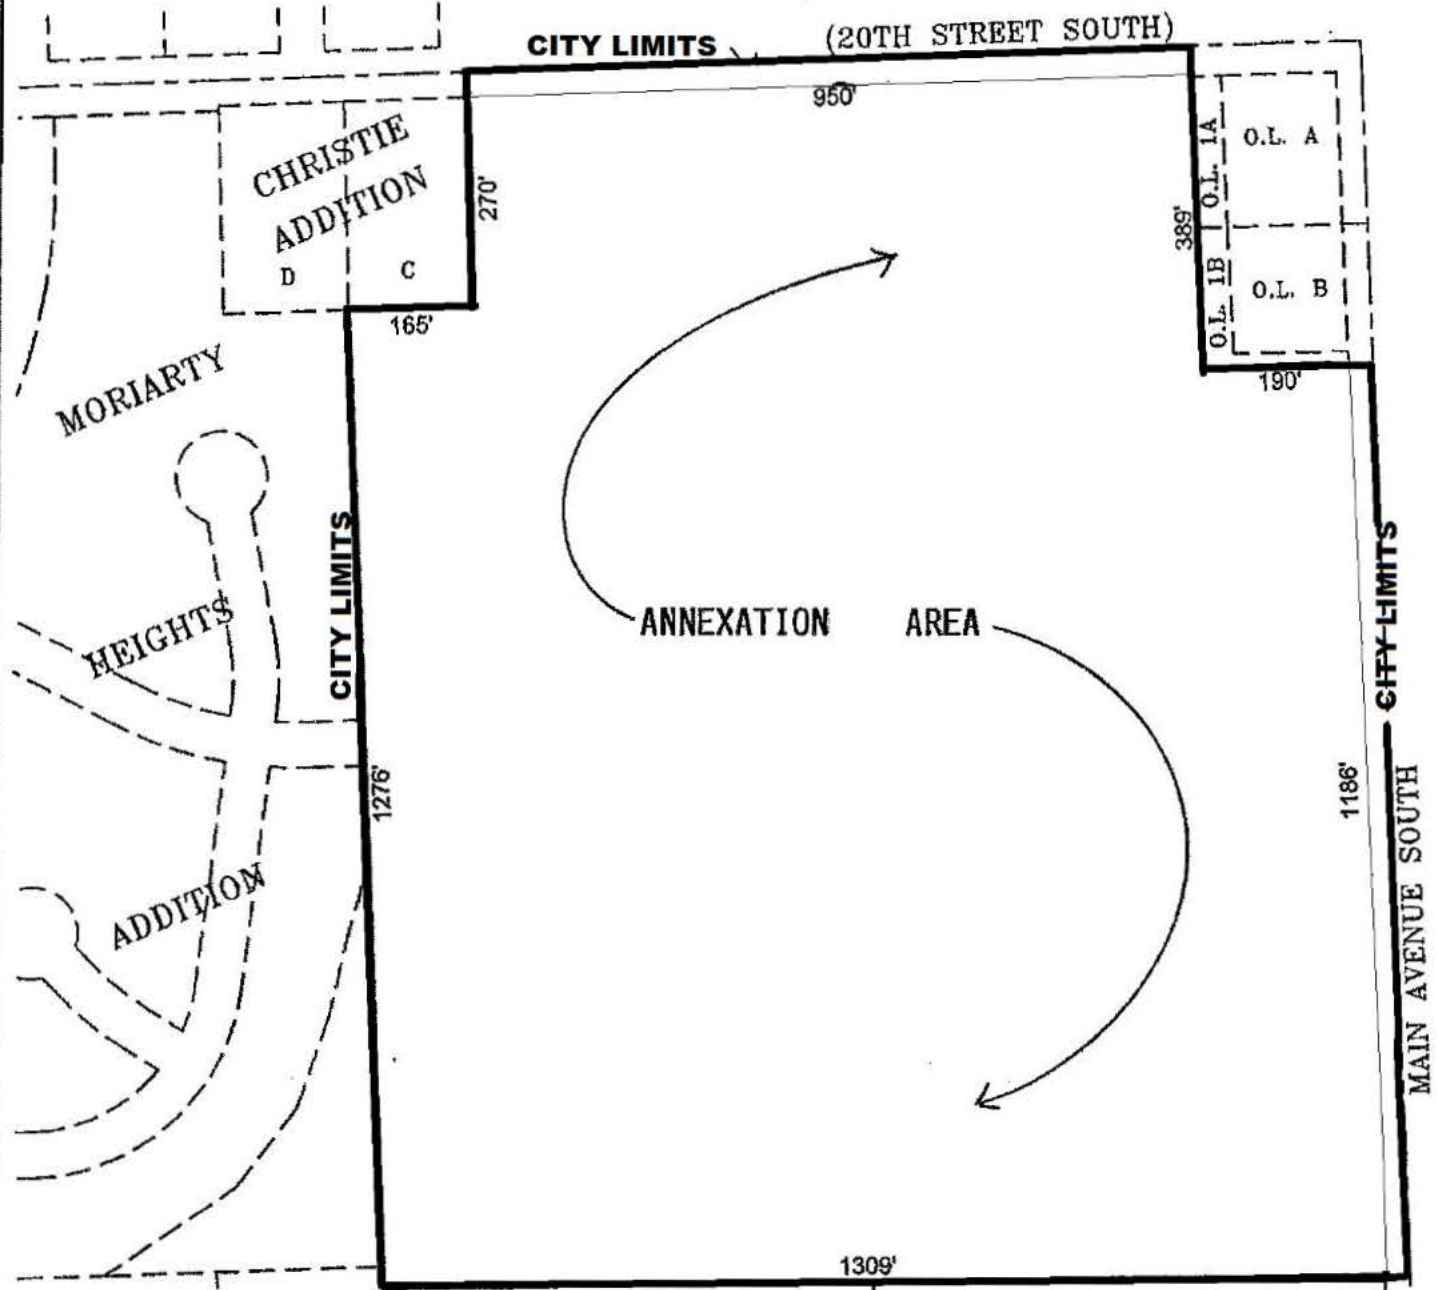 CITY LIMITS
(20TH STREET SOUTH)
950'
CHRISTIE
ADDITION
D
C
270'
165'
389'
O.L. 1A
O.L. A
O.L. 1B
O.L. B
190'
MORIARTY
HEIGHTS
ADDITION
CITY LIMITS
1276'
ANNEXATION AREA
CITY LIMITS
1186'
MAIN AVENUE SOUTH
1309'